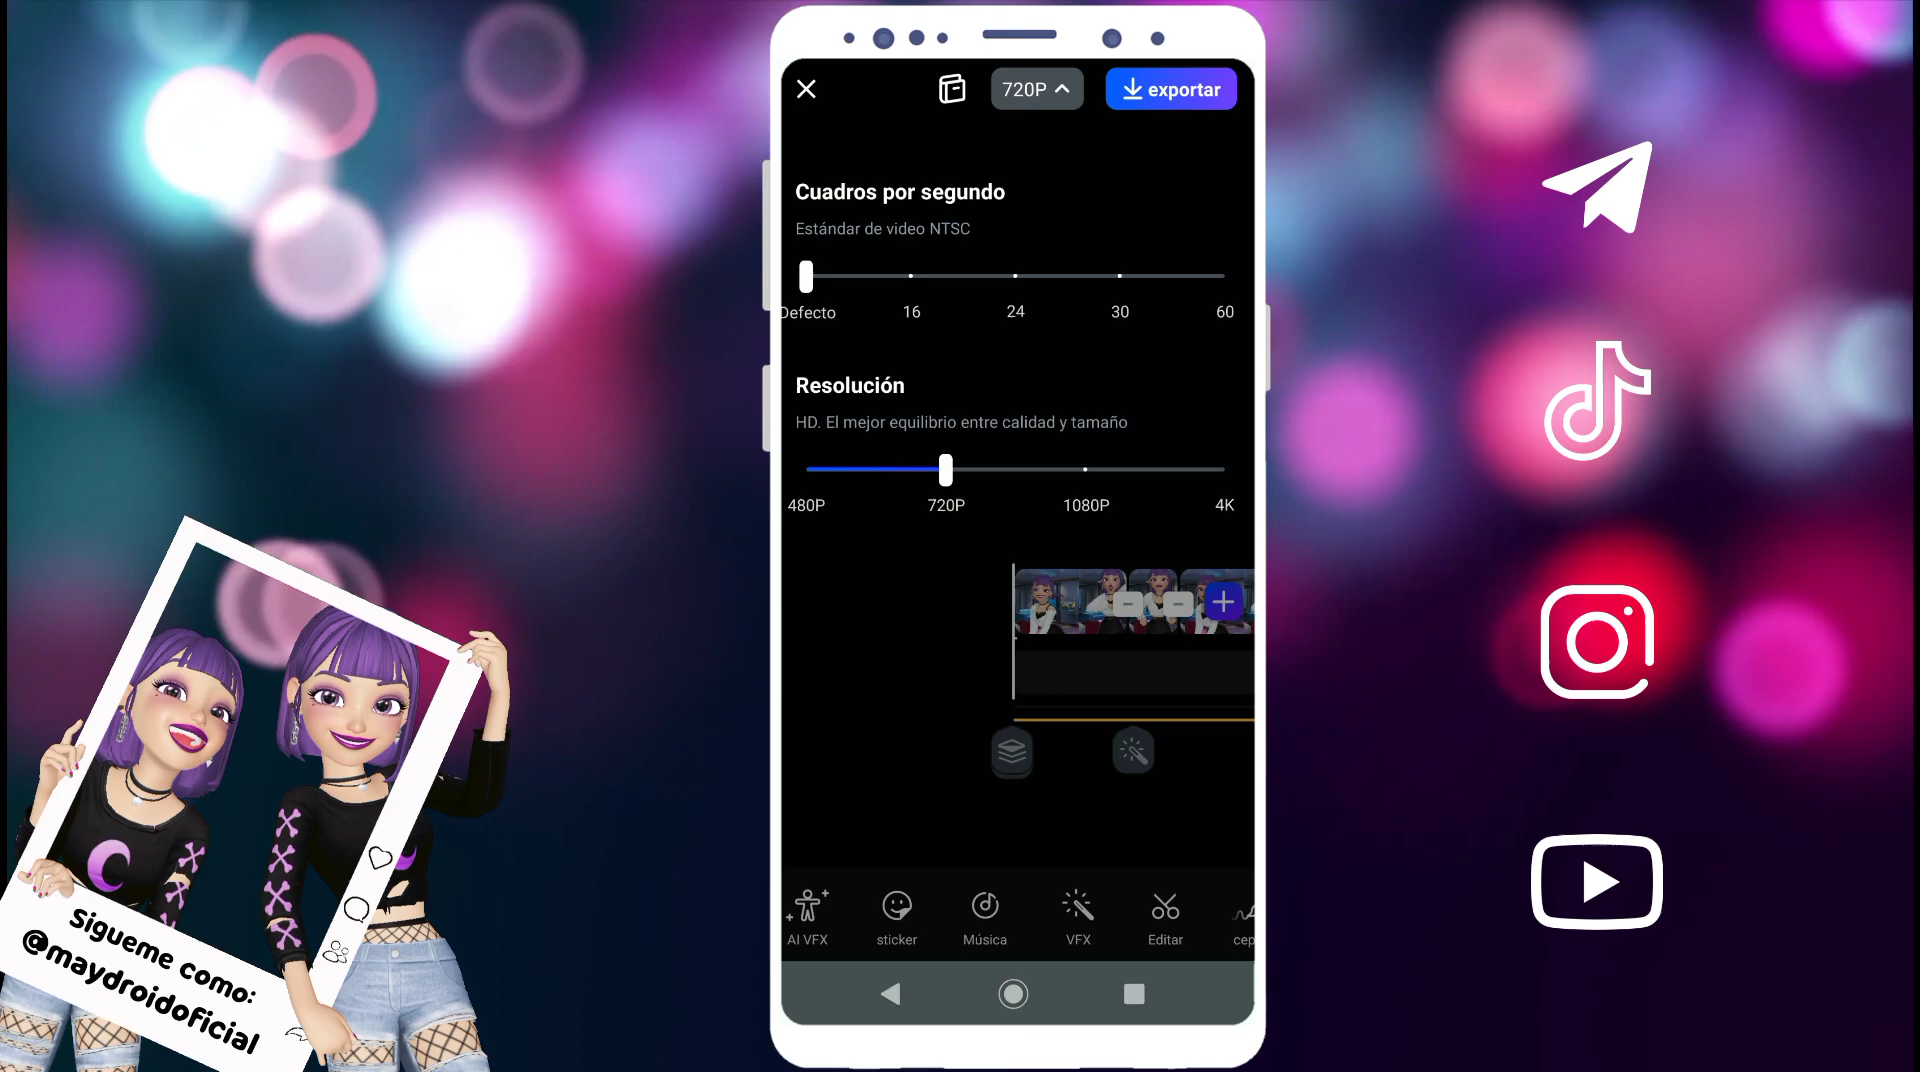 720P
exportar
Cuadros por segundo
Estándar de video NTSC
Defecto 16 24 30 60
Resolución
HD. El mejor equilibrio entre calidad y tamaño
480P 720P 1080P 4K
AI VFX sticker Música VFX Editar cep
Sigueme como:
@maydroidoficial